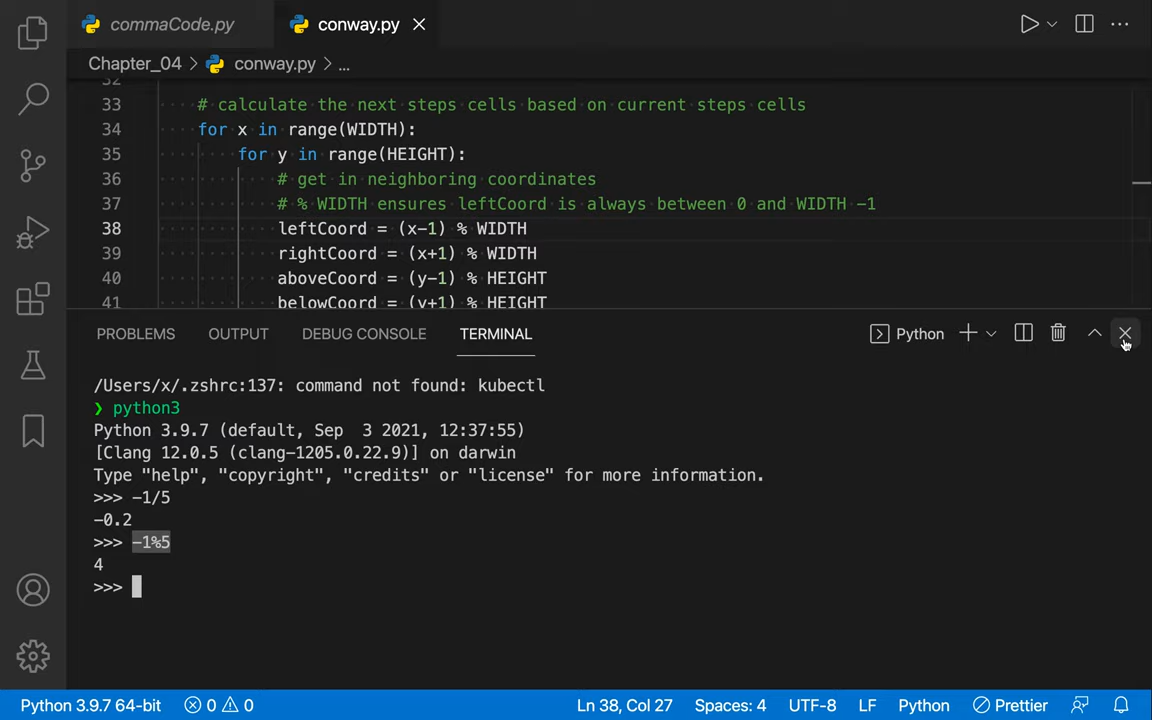 commaCode.py
conway.py
Chapter_04 > conway.py > ...
32
33 # calculate the next steps cells based on current steps cells
34 for x in range(WIDTH):
35 for y in range(HEIGHT):
36 # get in neighboring coordinates
37 # % WIDTH ensures leftCoord is always between 0 and WIDTH -1
38 leftCoord = (x-1) % WIDTH
39 rightCoord = (x+1) % WIDTH
40 aboveCoord = (y-1) % HEIGHT
41 belowCoord = (y+1) % HEIGHT
PROBLEMS OUTPUT DEBUG CONSOLE TERMINAL Python
/Users/x/.zshrc:137: command not found: kubectl
❯ python3
Python 3.9.7 (default, Sep  3 2021, 12:37:55)
[Clang 12.0.5 (clang-1205.0.22.9)] on darwin
Type "help", "copyright", "credits" or "license" for more information.
>>> -1/5
-0.2
>>> -1%5
4
>>>
Python 3.9.7 64-bit 0 0 Ln 38, Col 27 Spaces: 4 UTF-8 LF Python Prettier